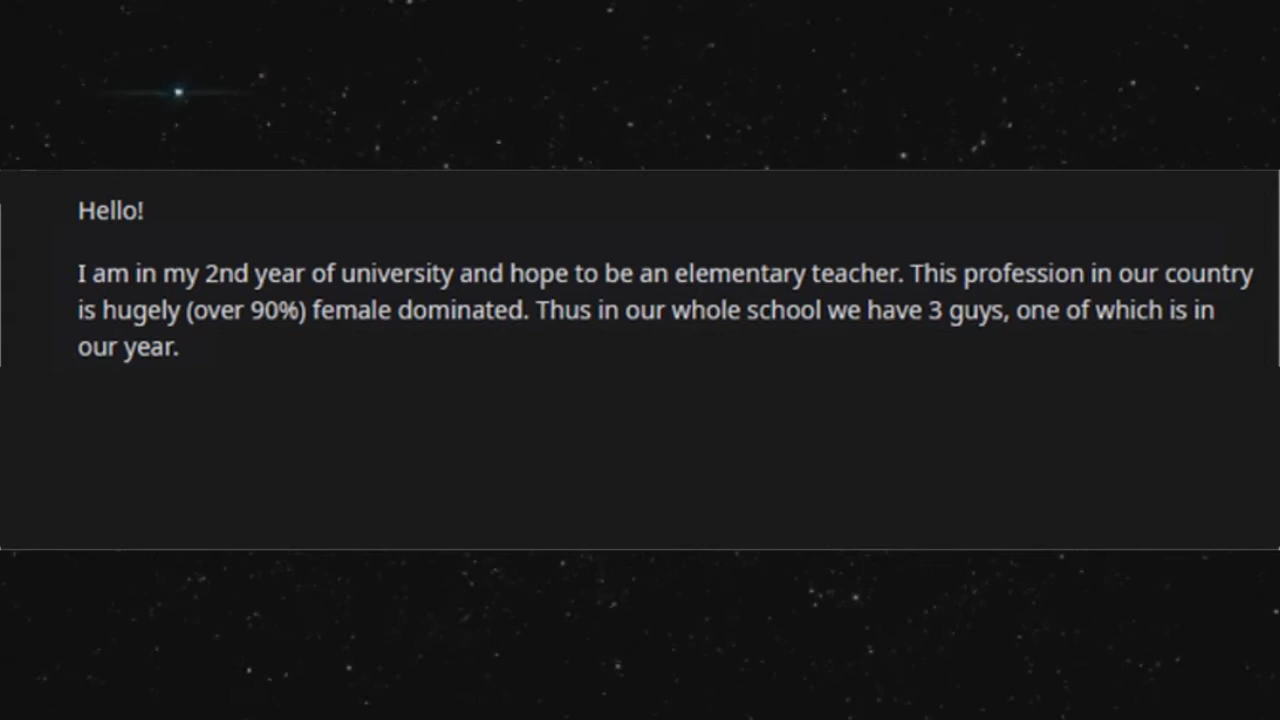 Hello!
I am in my 2nd year of university and hope to be an elementary teacher. This profession in our country
is hugely (over 90%) female dominated. Thus in our whole school we have 3 guys, one of which is in
our year.